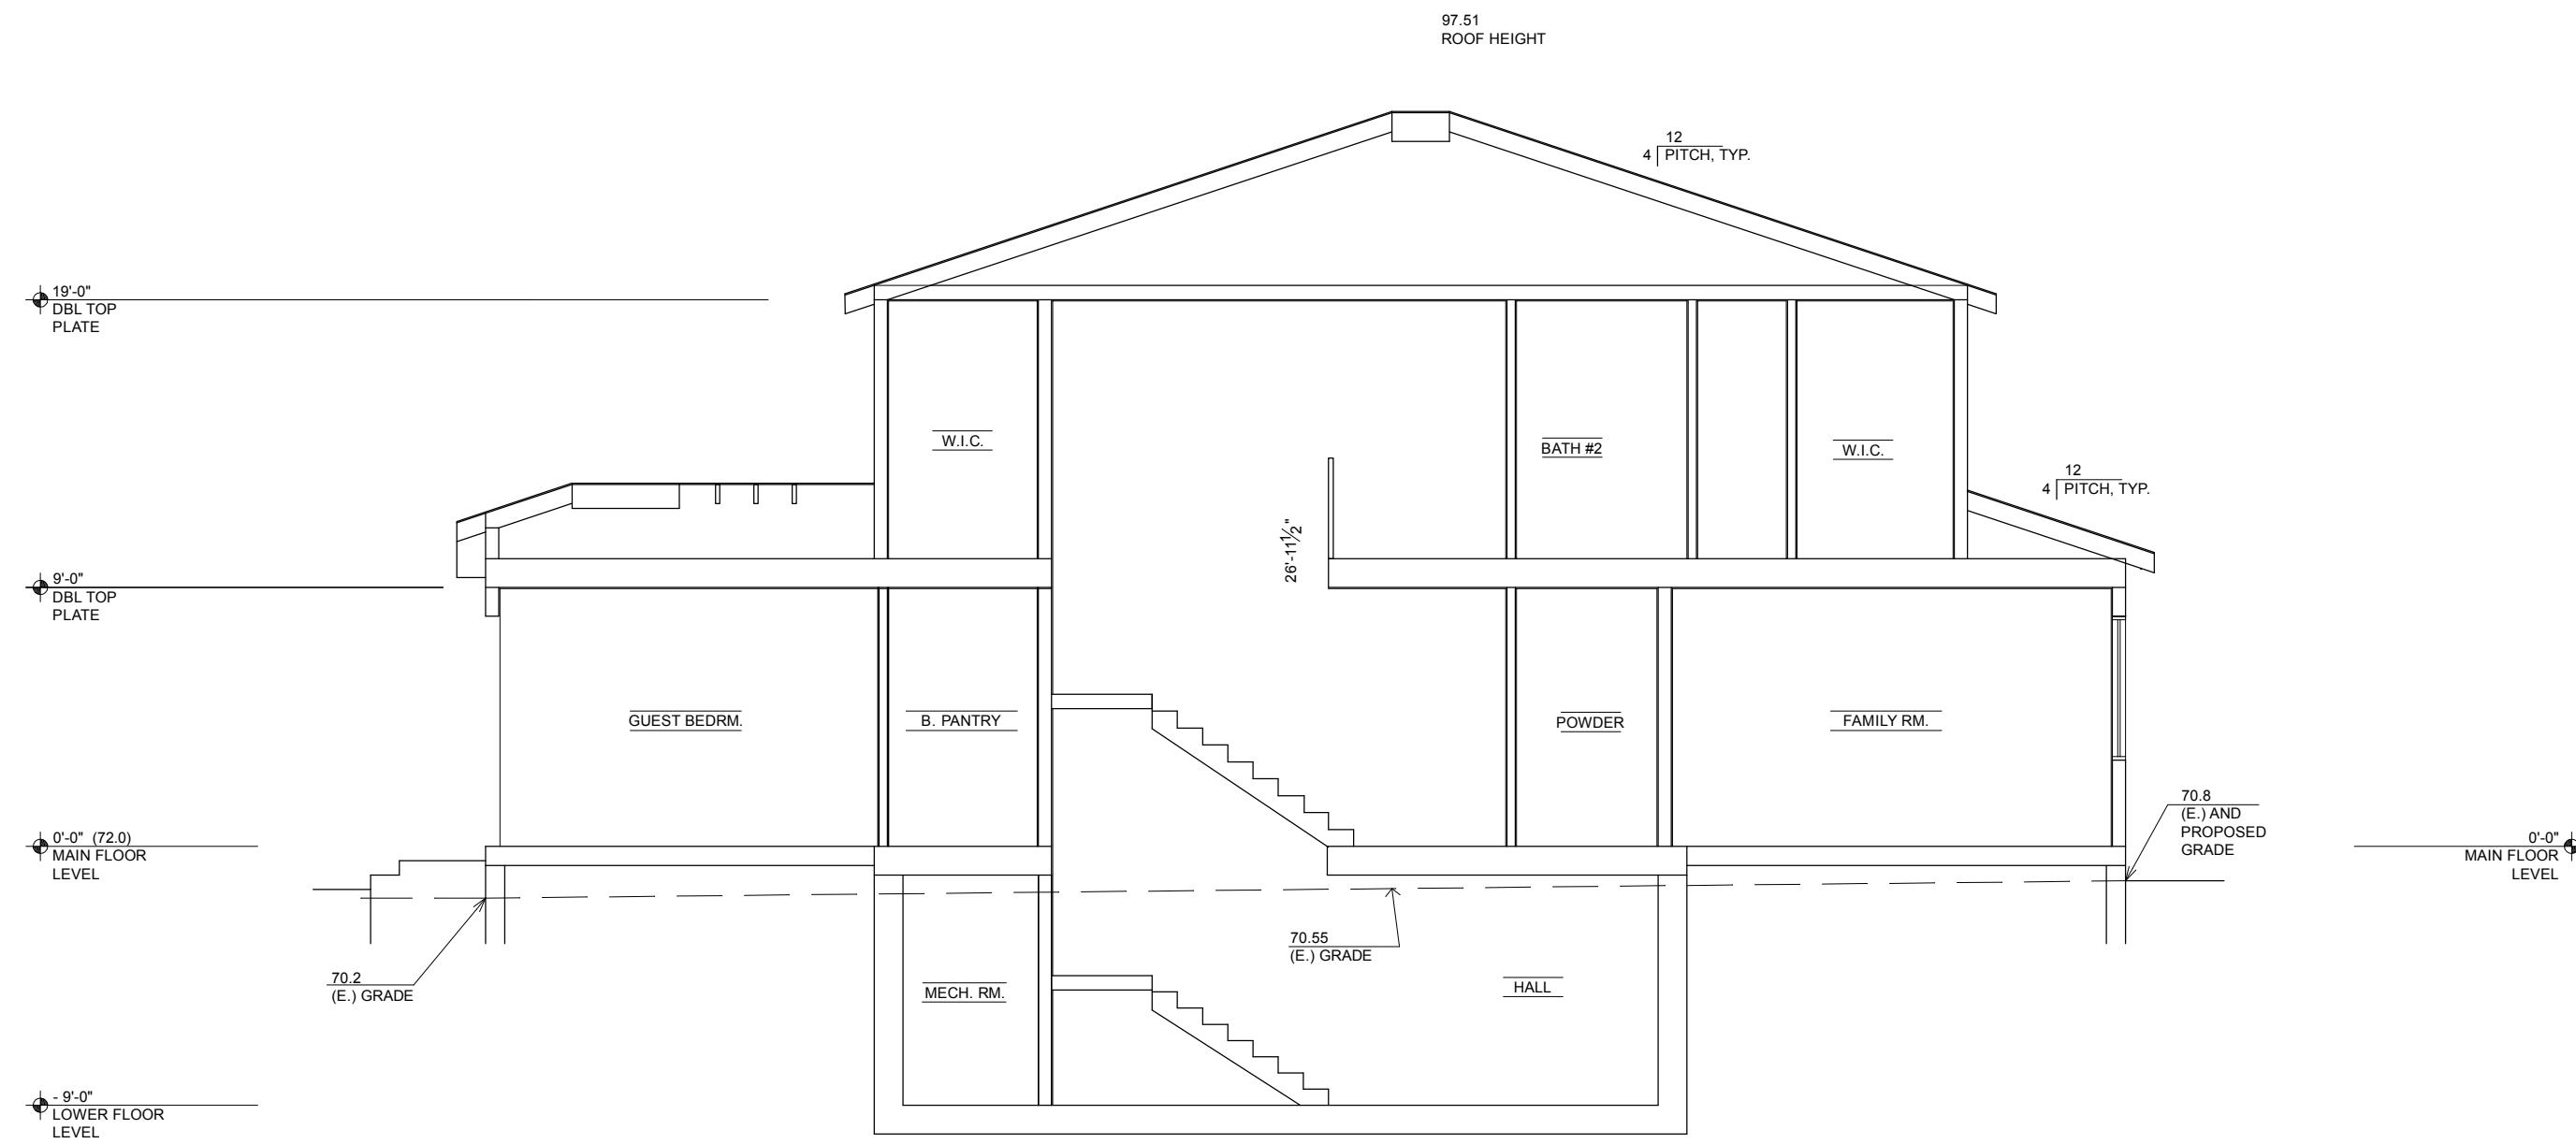 97.51
ROOF HEIGHT
12
4 PITCH, TYP.
19'-0"
DBL TOP
PLATE
W.I.C.
BATH #2
W.I.C.
12
4 PITCH, TYP.
26'-11½"
9'-0"
DBL TOP
PLATE
GUEST BEDRM.
B. PANTRY
POWDER
FAMILY RM.
70.8
(E.) AND
PROPOSED
GRADE
0'-0" (72.0)
MAIN FLOOR
LEVEL
0'-0"
MAIN FLOOR
LEVEL
70.55
(E.) GRADE
70.2
(E.) GRADE
MECH. RM.
HALL
- 9'-0"
LOWER FLOOR
LEVEL